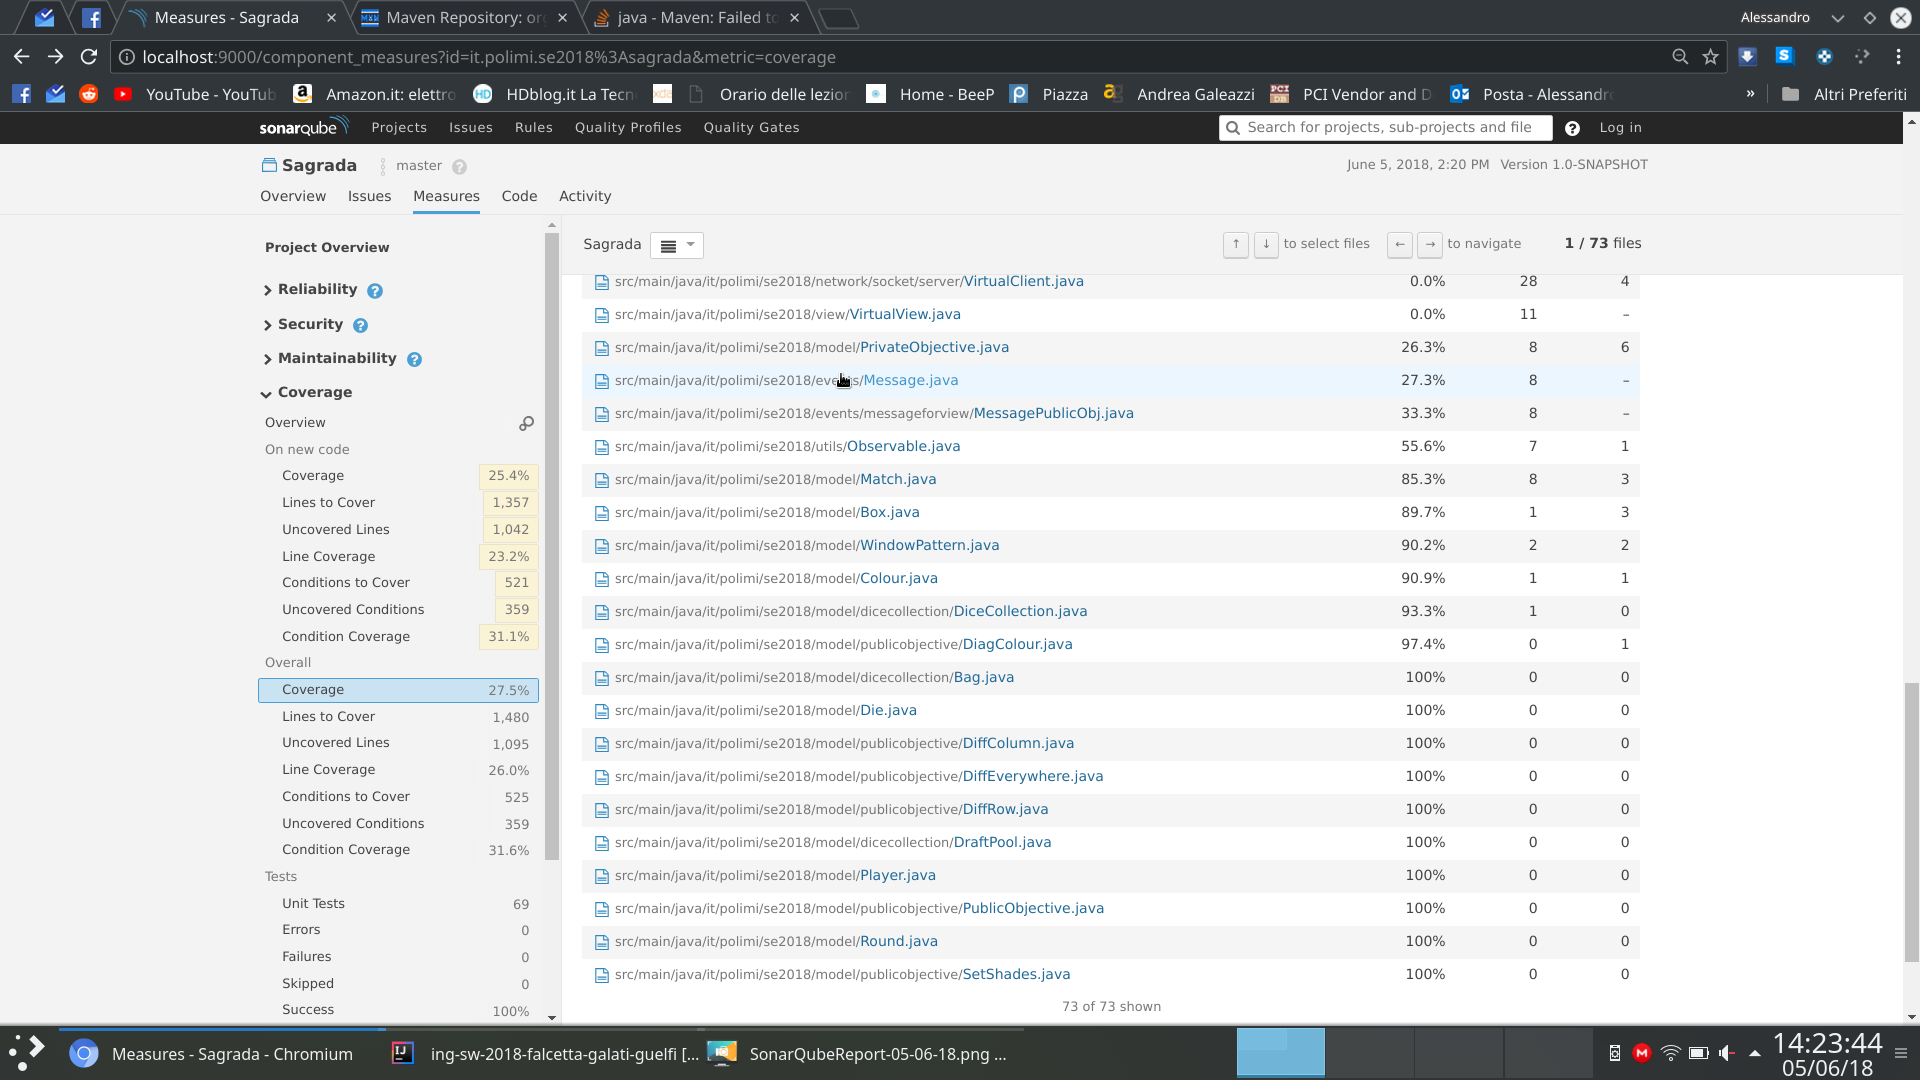 Measures - Sagrada
Maven Repository: or
java - Maven: Failed to
Alessandro
localhost:9000/component_measures?id=it.polimi.se2018%3Asagrada&metric=coverage
YouTube - YouTub
Amazon.it: elettro
HDblog.it La Tecn
Orario delle lezior
Home - BeeP
Piazza
Andrea Galeazzi
PCI Vendor and D
Posta - Alessandro
»
Altri Preferiti
sonarqube
Projects
Issues
Rules
Quality Profiles
Quality Gates
Search for projects, sub-projects and file
Log in
Sagrada
master
June 5, 2018, 2:20 PM Version 1.0-SNAPSHOT
Overview
Issues
Measures
Code
Activity
Project Overview
Reliability
Security
Maintainability
Coverage
Overview
On new code
Coverage 25.4%
Lines to Cover 1,357
Uncovered Lines 1,042
Line Coverage 23.2%
Conditions to Cover 521
Uncovered Conditions 359
Condition Coverage 31.1%
Overall
Coverage 27.5%
Lines to Cover 1,480
Uncovered Lines 1,095
Line Coverage 26.0%
Conditions to Cover 525
Uncovered Conditions 359
Condition Coverage 31.6%
Tests
Unit Tests 69
Errors 0
Failures 0
Skipped 0
Success 100%
Sagrada
↑ ↓ to select files
← → to navigate
1 / 73 files
src/main/java/it/polimi/se2018/network/socket/server/VirtualClient.java 0.0% 28 4
src/main/java/it/polimi/se2018/view/VirtualView.java 0.0% 11 –
src/main/java/it/polimi/se2018/model/PrivateObjective.java 26.3% 8 6
src/main/java/it/polimi/se2018/events/Message.java 27.3% 8 –
src/main/java/it/polimi/se2018/events/messageforview/MessagePublicObj.java 33.3% 8 –
src/main/java/it/polimi/se2018/utils/Observable.java 55.6% 7 1
src/main/java/it/polimi/se2018/model/Match.java 85.3% 8 3
src/main/java/it/polimi/se2018/model/Box.java 89.7% 1 3
src/main/java/it/polimi/se2018/model/WindowPattern.java 90.2% 2 2
src/main/java/it/polimi/se2018/model/Colour.java 90.9% 1 1
src/main/java/it/polimi/se2018/model/dicecollection/DiceCollection.java 93.3% 1 0
src/main/java/it/polimi/se2018/model/publicobjective/DiagColour.java 97.4% 0 1
src/main/java/it/polimi/se2018/model/dicecollection/Bag.java 100% 0 0
src/main/java/it/polimi/se2018/model/Die.java 100% 0 0
src/main/java/it/polimi/se2018/model/publicobjective/DiffColumn.java 100% 0 0
src/main/java/it/polimi/se2018/model/publicobjective/DiffEverywhere.java 100% 0 0
src/main/java/it/polimi/se2018/model/publicobjective/DiffRow.java 100% 0 0
src/main/java/it/polimi/se2018/model/dicecollection/DraftPool.java 100% 0 0
src/main/java/it/polimi/se2018/model/Player.java 100% 0 0
src/main/java/it/polimi/se2018/model/publicobjective/PublicObjective.java 100% 0 0
src/main/java/it/polimi/se2018/model/Round.java 100% 0 0
src/main/java/it/polimi/se2018/model/publicobjective/SetShades.java 100% 0 0
73 of 73 shown
Measures - Sagrada - Chromium
ing-sw-2018-falcetta-galati-guelfi [...
SonarQubeReport-05-06-18.png ...
14:23:44
05/06/18